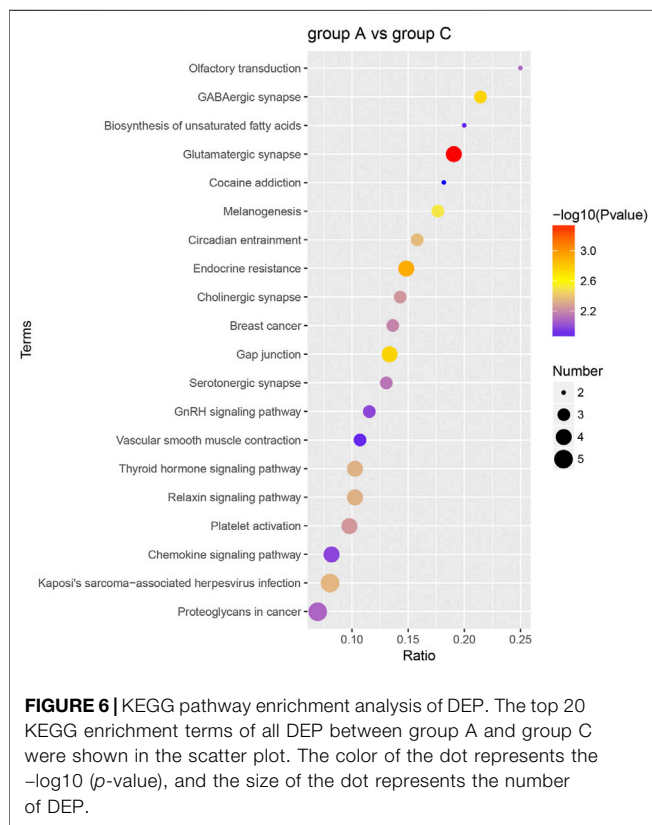 group A vs group C
Olfactory transduction
GABAergic synapse
Biosynthesis of unsaturated fatty acids
Glutamatergic synapse
Cocaine addiction
Melanogenesis
Circadian entrainment
Endocrine resistance
Cholinergic synapse
Breast cancer
Gap junction
Serotonergic synapse
GnRH signaling pathway
Vascular smooth muscle contraction
Thyroid hormone signaling pathway
Relaxin signaling pathway
Platelet activation
Chemokine signaling pathway
Kaposi's sarcoma−associated herpesvirus infection
Proteoglycans in cancer
Terms
0.10 0.15 0.20 0.25
Ratio
−log10(Pvalue)
3.0
2.6
2.2
Number
2
3
4
5
FIGURE 6 | KEGG pathway enrichment analysis of DEP. The top 20
KEGG enrichment terms of all DEP between group A and group C
were shown in the scatter plot. The color of the dot represents the
−log10 (p-value), and the size of the dot represents the number
of DEP.